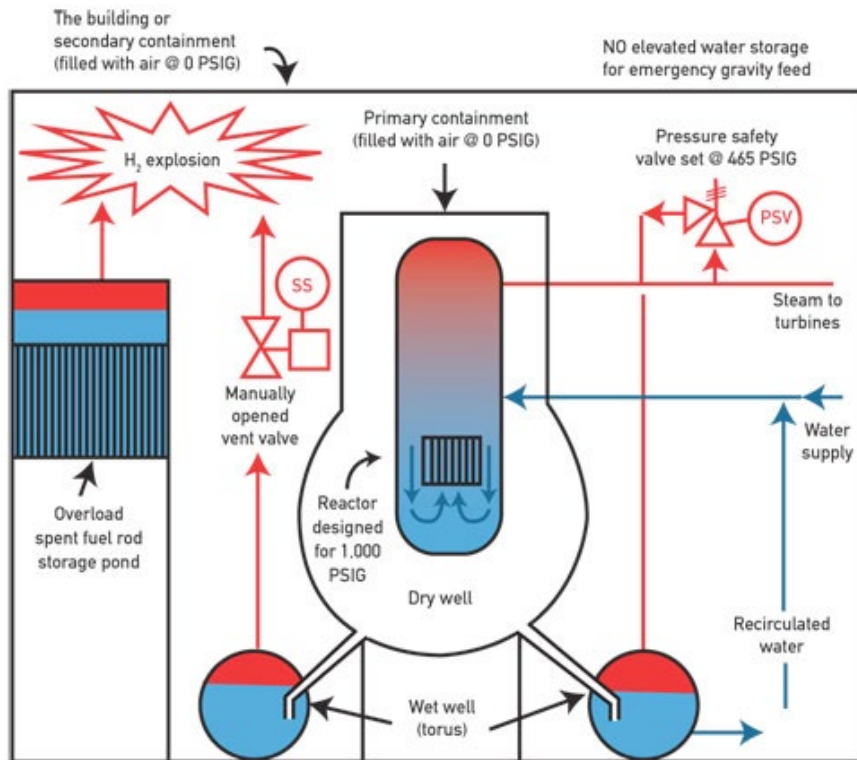 The building or
secondary containment
(filled with air @ 0 PSIG)
NO elevated water storage
for emergency gravity feed
Primary containment
(filled with air @ 0 PSIG)
Pressure safety
valve set @ 465 PSIG
H₂ explosion
PSV
SS
Steam to
turbines
Manually
opened
vent valve
Water
supply
Overload
spent fuel rod
storage pond
Reactor
designed
for 1,000
PSIG
Dry well
Recirculated
water
Wet well
(torus)